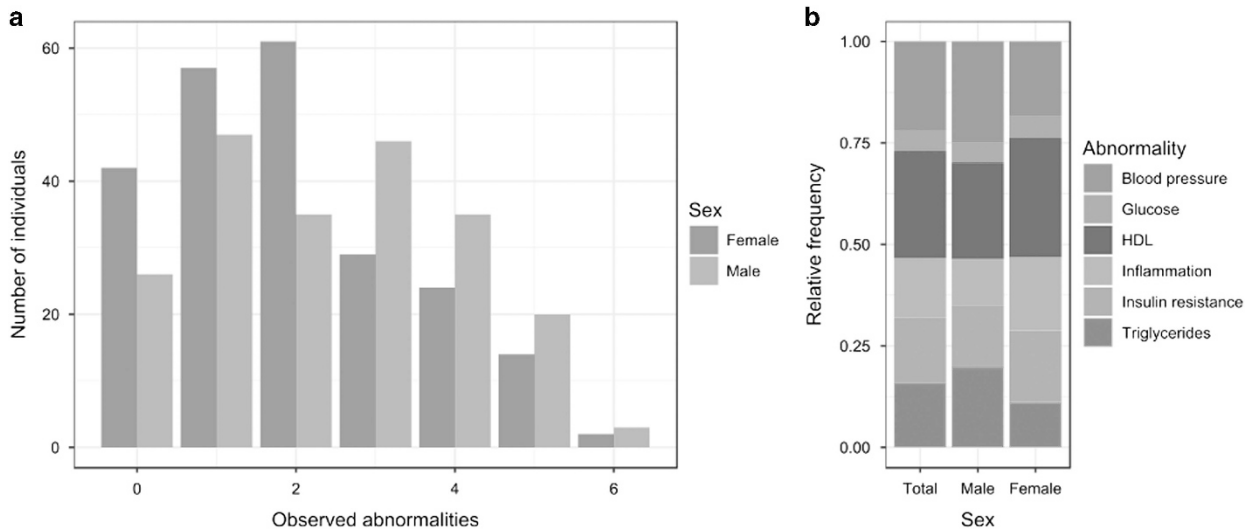 a
60
40
20
0
0 2 4 6
Number of individuals
Observed abnormalities
Sex
Female
Male
b
1.00
0.75
0.50
0.25
0.00
Relative frequency
Total Male Female
Sex
Abnormality
Blood pressure
Glucose
HDL
Inflammation
Insulin resistance
Triglycerides